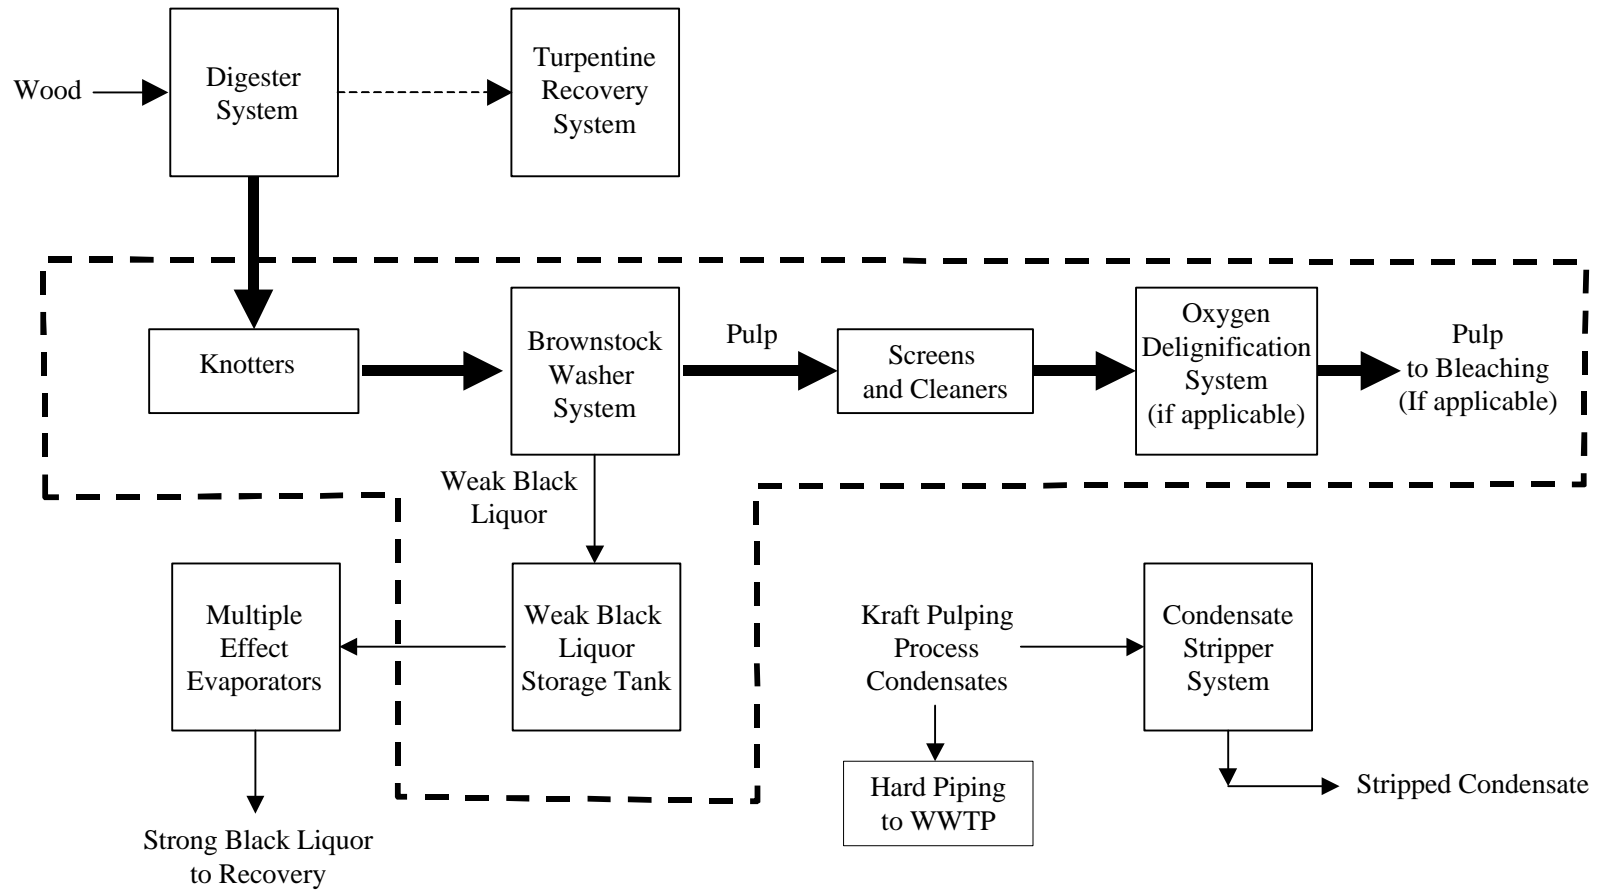 Wood
Digester
System
Turpentine
Recovery
System
Knotters
Brownstock
Washer
System
Pulp
Screens
and Cleaners
Oxygen
Delignification
System
(if applicable)
Pulp
to Bleaching
(If applicable)
Weak Black
Liquor
Multiple
Effect
Evaporators
Weak Black
Liquor
Storage Tank
Kraft Pulping
Process
Condensates
Condensate
Stripper
System
Hard Piping
to WWTP
Stripped Condensate
Strong Black Liquor
to Recovery